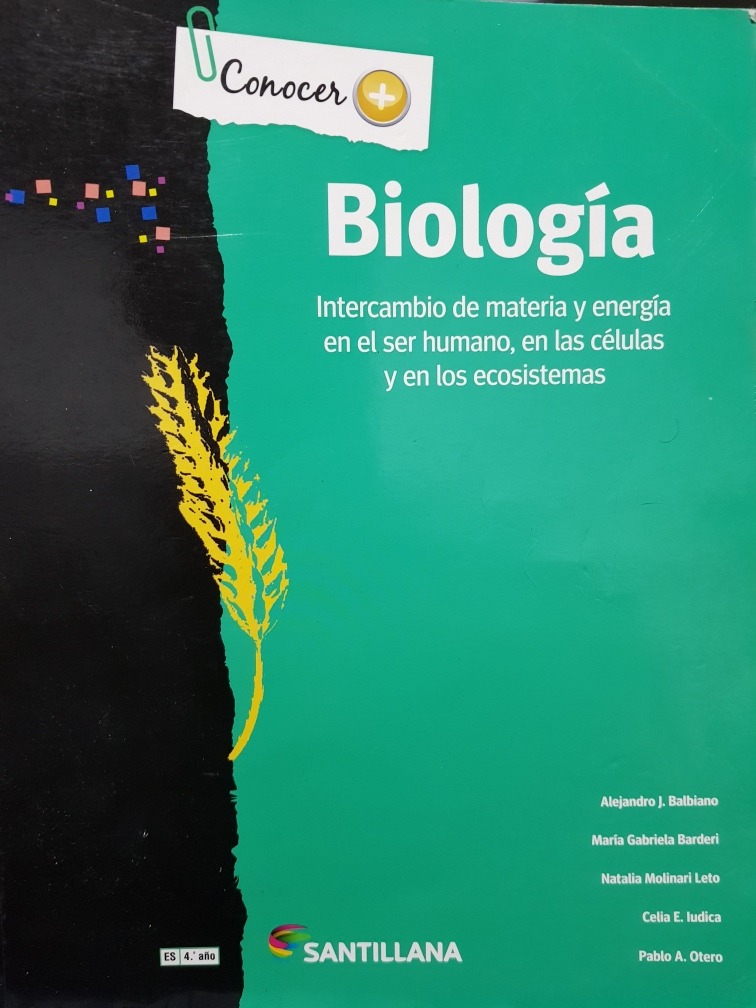 Conocer +
Biología
Intercambio de materia y energía
en el ser humano, en las células
y en los ecosistemas
Alejandro J. Balbiano
María Gabriela Barderi
Natalia Molinari Leto
Celia E. Iudica
Pablo A. Otero
SANTILLANA
ES 4.° año